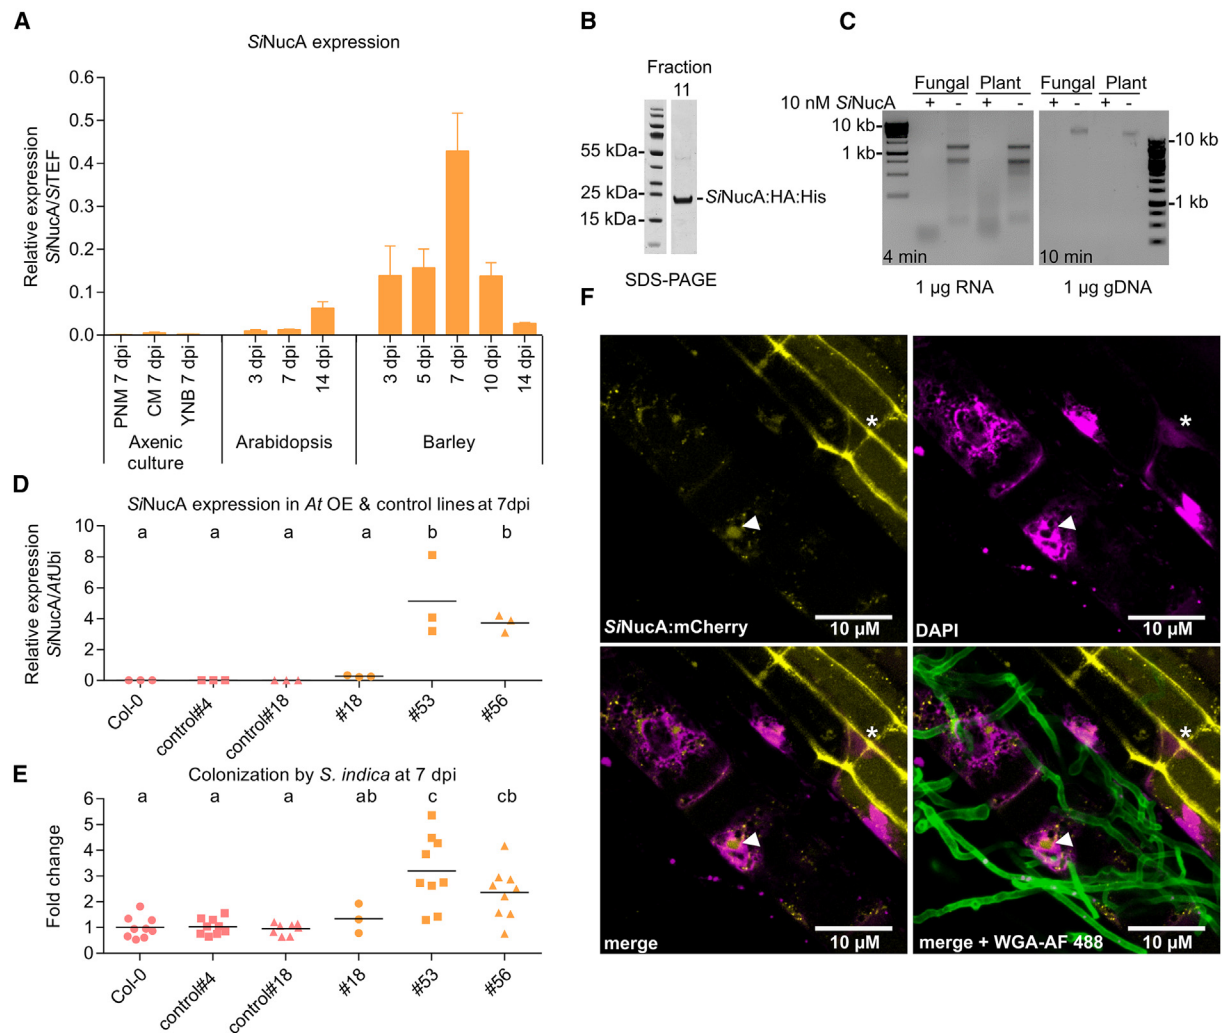 A
SiNucA expression
Relative expression
SiNucA/SiTEF
0.6
0.5
0.4
0.3
0.2
0.1
0.0
PNM 7 dpi
CM 7 dpi
YNB 7 dpi
3 dpi
7 dpi
14 dpi
3 dpi
5 dpi
7 dpi
10 dpi
14 dpi
Axenic
culture
Arabidopsis
Barley
B
Fraction
11
55 kDa
25 kDa
15 kDa
SiNucA:HA:His
SDS-PAGE
C
Fungal Plant Fungal Plant
10 nM SiNucA + - + - + - + -
10 kb
1 kb
10 kb
1 kb
4 min
10 min
1 µg RNA
1 µg gDNA
D
SiNucA expression in At OE & control lines at 7dpi
Relative expression
SiNucA/AtUbi
10
8
6
4
2
0
a a a a b b
Col-0
control#4
control#18
#18
#53
#56
E
Colonization by S. indica at 7 dpi
Fold change
6
5
4
3
2
1
0
a a a ab c cb
Col-0
control#4
control#18
#18
#53
#56
F
*
*
SiNucA:mCherry
10 µM
DAPI
10 µM
*
*
merge
10 µM
merge + WGA-AF 488
10 µM